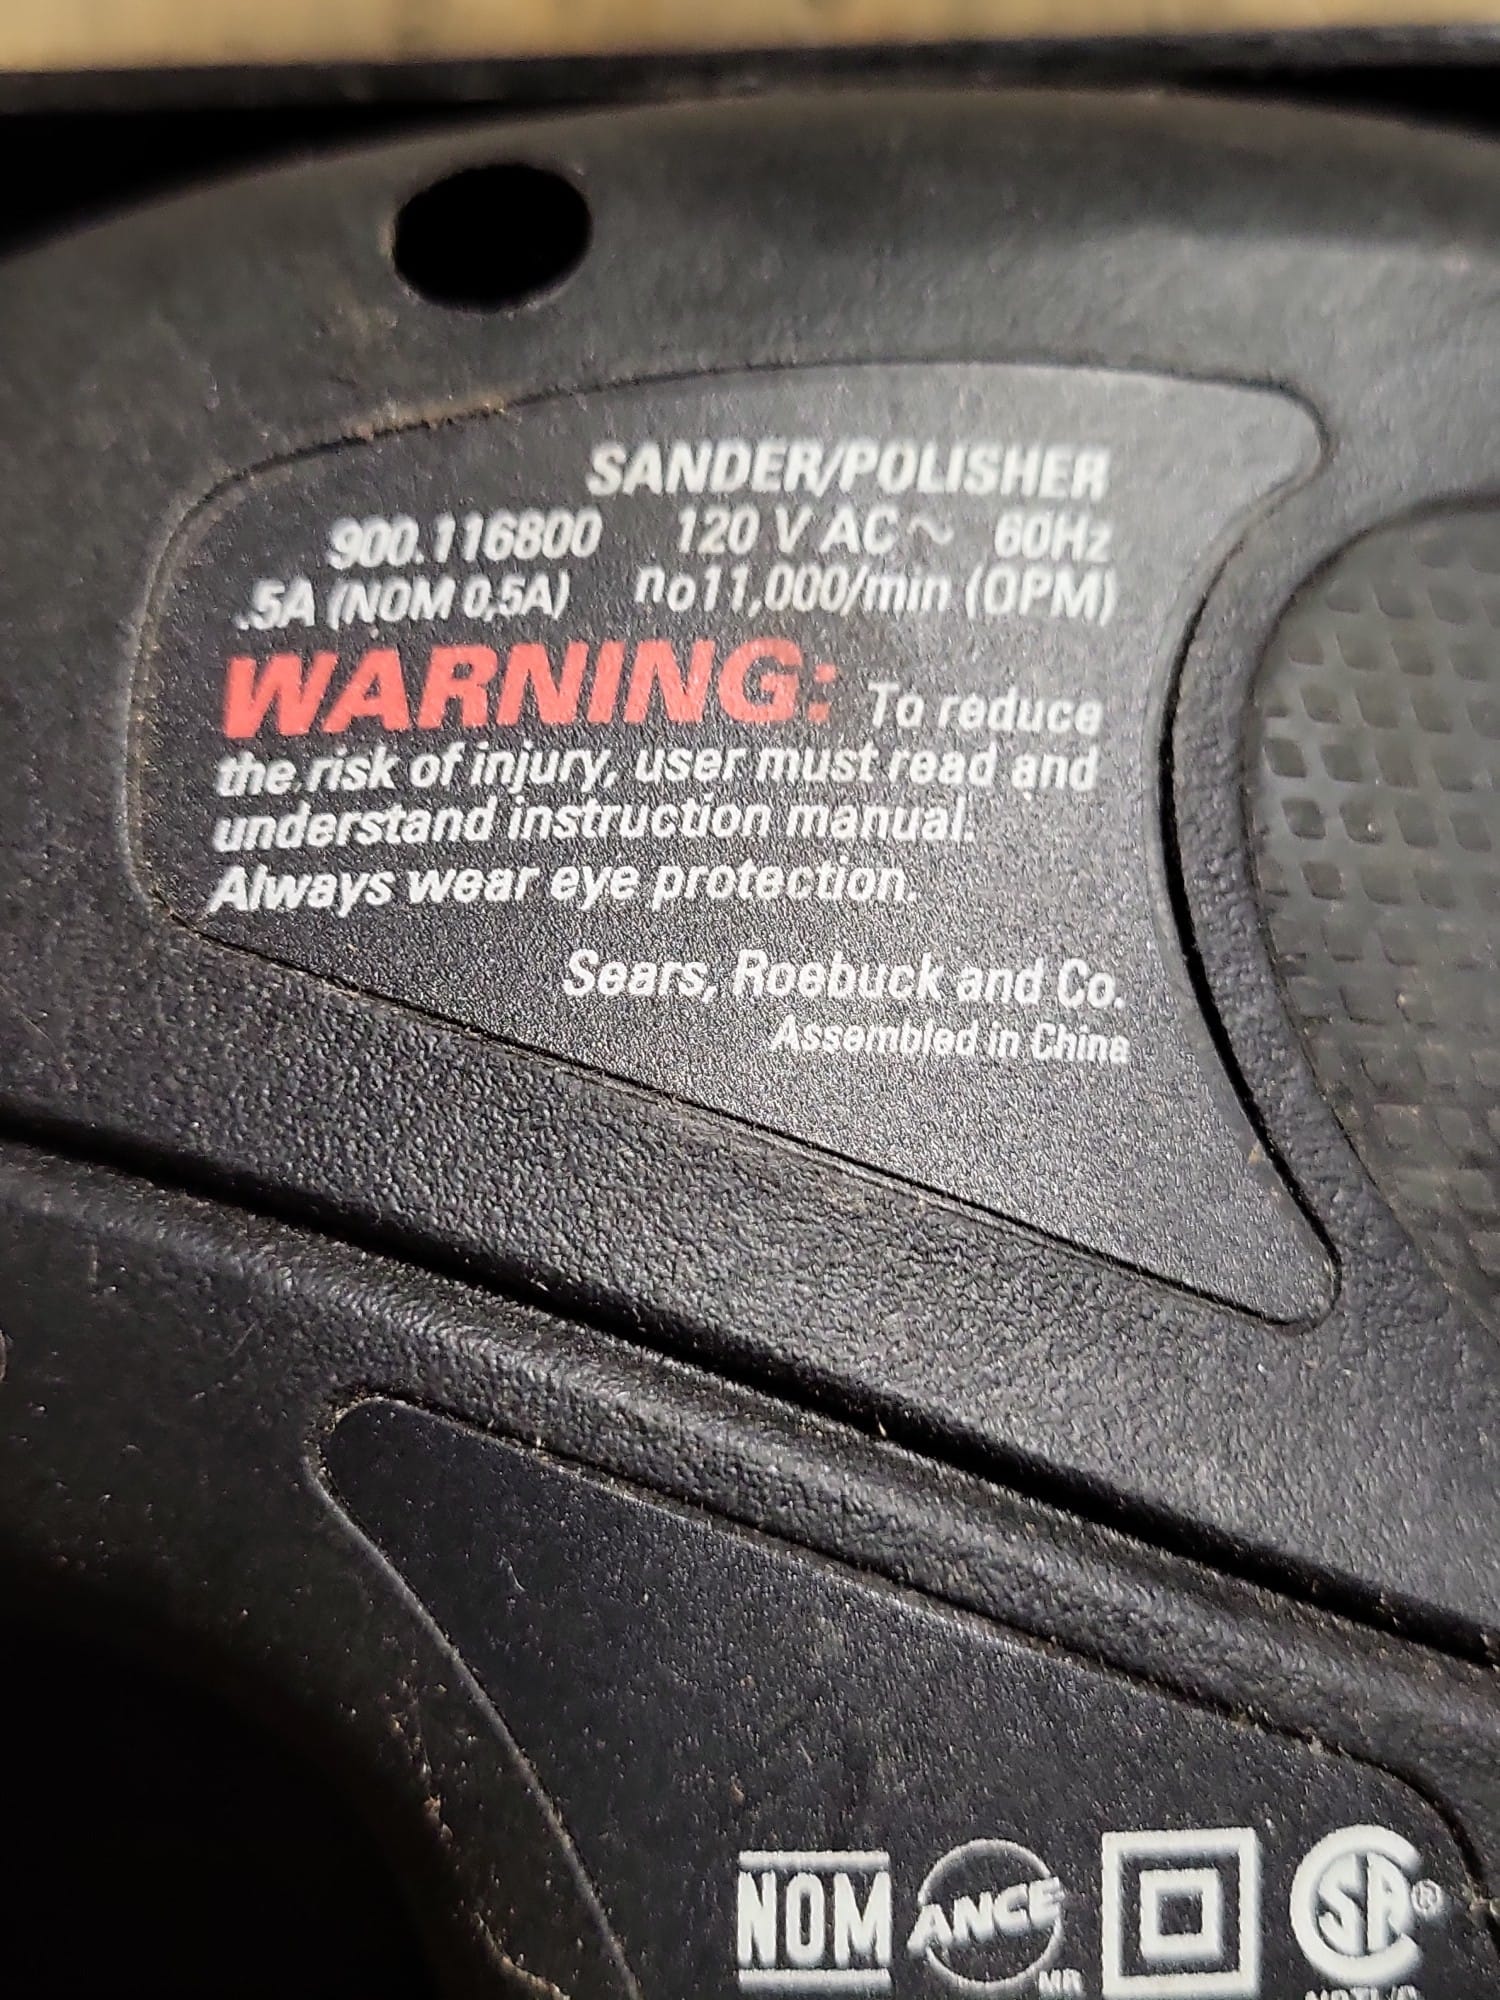 SANDER/POLISHER
900.116800 120 V AC ~ 60Hz
.5A (NOM 0,5A) no11,000/min (OPM)
WARNING: To reduce
the risk of injury, user must read and
understand instruction manual.
Always wear eye protection.
Sears, Roebuck and Co.
Assembled in China
NOM ANCE MR SA ®